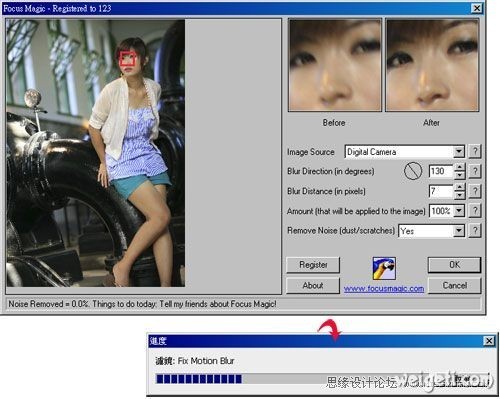 Focus Magic - Registered to 123
Before
After
Image Source
Digital Camera
?
Blur Direction (in degrees)
130
?
Blur Distance (in pixels)
7
?
Amount (that will be applied to the image)
100%
?
Remove Noise (dust/scratches)
Yes
?
Register
OK
About
www.focusmagic.com
Cancel
Noise Removed = 0.0%. Things to do today: Tell my friends about Focus Magic!
進度
濾鏡: Fix Motion Blur
思缘设计论坛